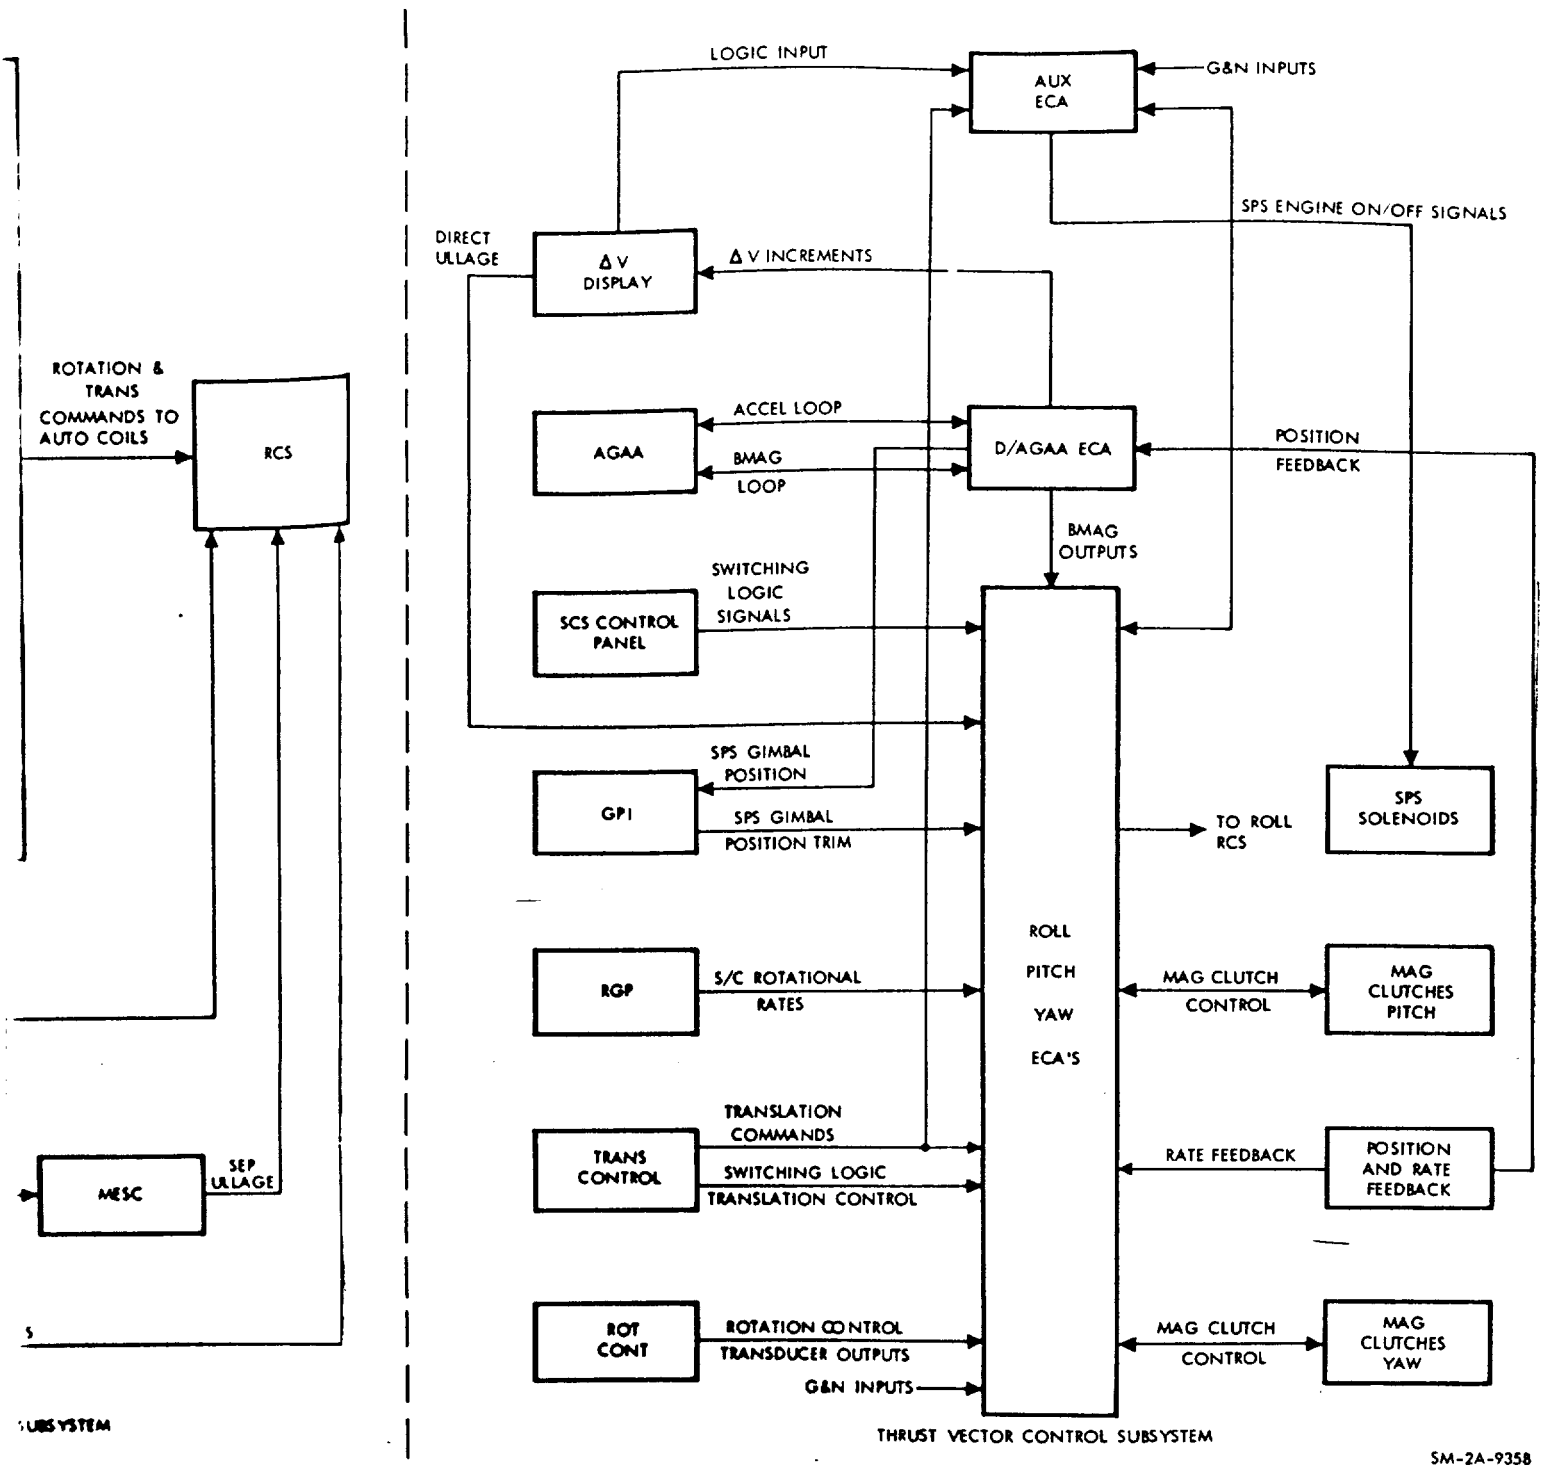 LOGIC INPUT
AUX
ECA
G&N INPUTS
SPS ENGINE ON/OFF SIGNALS
DIRECT
ULLAGE
Δ V
DISPLAY
Δ V INCREMENTS
ROTATION &
TRANS
COMMANDS TO
AUTO COILS
RCS
AGAA
ACCEL LOOP
BMAG
LOOP
D/AGAA ECA
POSITION
FEEDBACK
BMAG
OUTPUTS
SCS CONTROL
PANEL
SWITCHING
LOGIC
SIGNALS
SPS GIMBAL
POSITION
GPI
SPS GIMBAL
POSITION TRIM
TO ROLL
RCS
SPS
SOLENOIDS
ROLL
PITCH
YAW
ECA'S
RGP
S/C ROTATIONAL
RATES
MAG CLUTCH
CONTROL
MAG
CLUTCHES
PITCH
TRANS
CONTROL
TRANSLATION
COMMANDS
SWITCHING LOGIC
TRANSLATION CONTROL
RATE FEEDBACK
POSITION
AND RATE
FEEDBACK
MESC
SEP
ULLAGE
S
ROT
CONT
ROTATION CONTROL
TRANSDUCER OUTPUTS
G&N INPUTS
MAG CLUTCH
CONTROL
MAG
CLUTCHES
YAW
SUBSYSTEM
THRUST VECTOR CONTROL SUBSYSTEM
SM-2A-935B